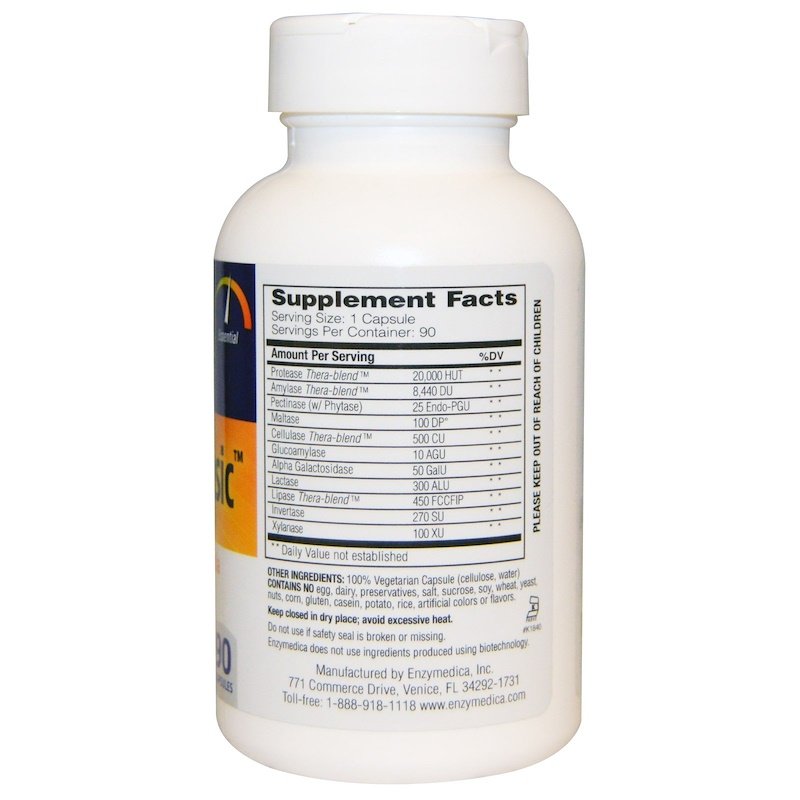 Essential
sic™
90
Supplement Facts
Serving Size: 1 Capsule
Servings Per Container: 90
Amount Per Serving %DV
Protease Thera-blend™ 20,000 HUT **
Amylase Thera-blend™ 8,440 DU **
Pectinase (w/ Phytase) 25 Endo-PGU **
Maltase 100 DP° **
Cellulase Thera-blend™ 500 CU **
Glucoamylase 10 AGU **
Alpha Galactosidase 50 GalU **
Lactase 300 ALU **
Lipase Thera-blend™ 450 FCCFIP **
Invertase 270 SU **
Xylanase 100 XU **
** Daily Value not established
OTHER INGREDIENTS: 100% Vegetarian Capsule (cellulose, water)
CONTAINS NO egg, dairy, preservatives, salt, sucrose, soy, wheat, yeast,
nuts, corn, gluten, casein, potato, rice, artificial colors or flavors.
Keep closed in dry place; avoid excessive heat.
Do not use if safety seal is broken or missing.
Enzymedica does not use ingredients produced using biotechnology.
Manufactured by Enzymedica, Inc.
771 Commerce Drive, Venice, FL 34292-1731
Toll-free: 1-888-918-1118 www.enzymedica.com
PLEASE KEEP OUT OF REACH OF CHILDREN
#K1840